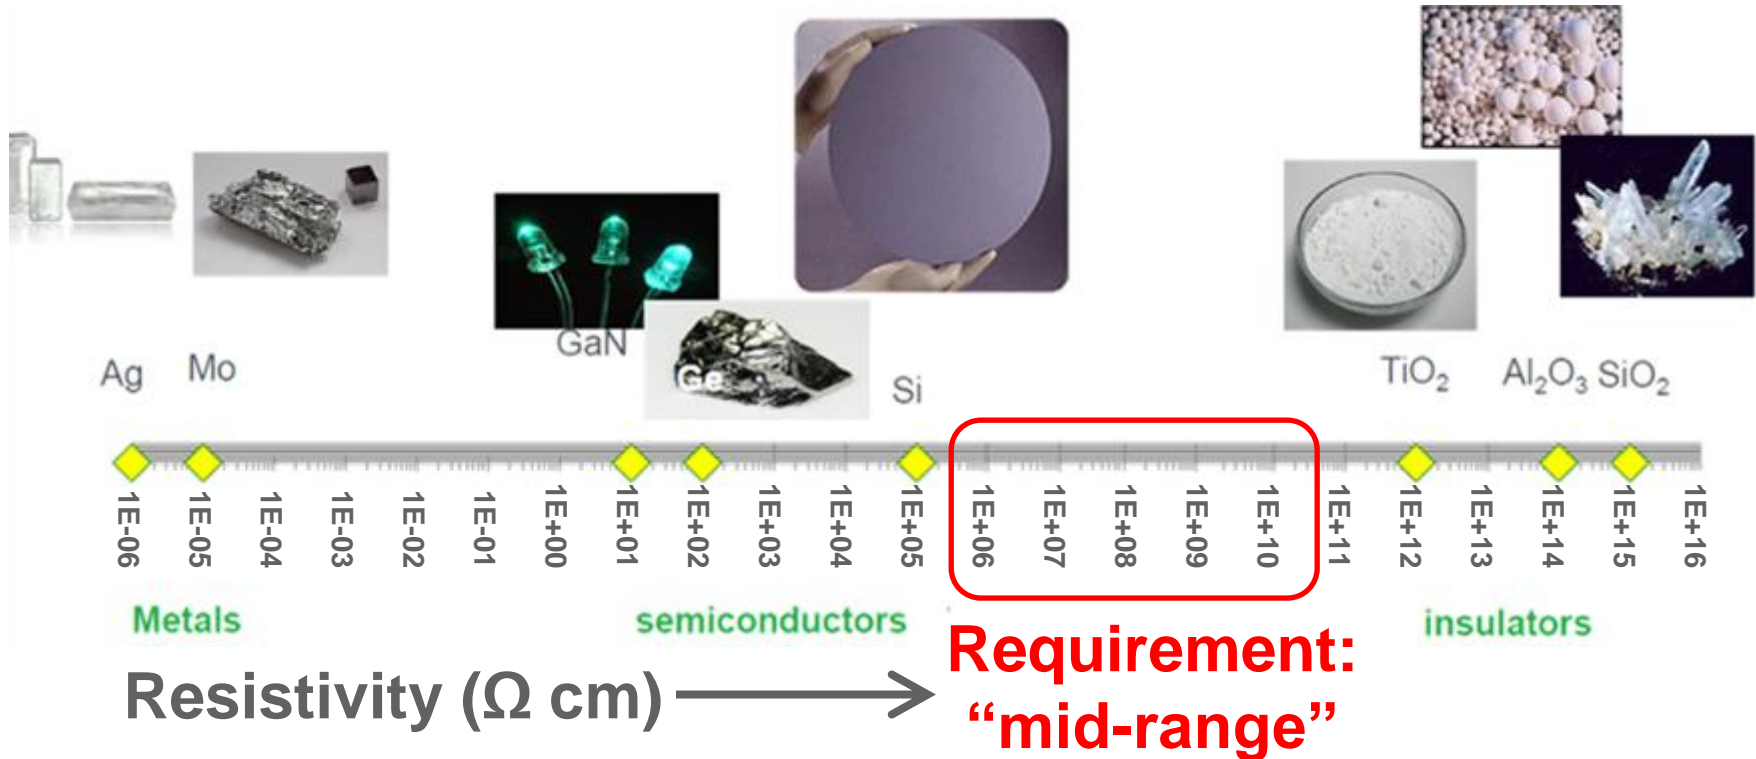 Ag
Mo
GaN
Ge
Si
TiO₂
Al₂O₃
SiO₂
1E-06
1E-05
1E-04
1E-03
1E-02
1E-01
1E+00
1E+01
1E+02
1E+03
1E+04
1E+05
1E+06
1E+07
1E+08
1E+09
1E+10
1E+11
1E+12
1E+13
1E+14
1E+15
1E+16
Metals
semiconductors
insulators
Resistivity (Ω cm)
Requirement:
“mid-range”